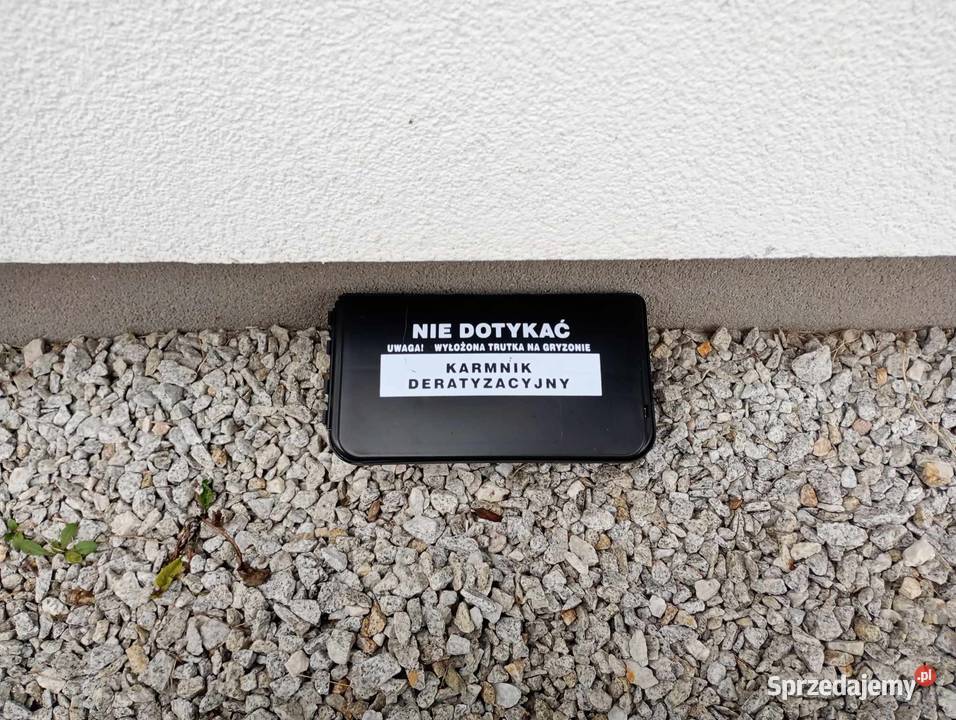 NIE DOTYKAĆ
UWAGA! WYŁOŻONA TRUTKA NA GRYZONIE
KARMNIK
DERATYZACYJNY
Sprzedajemy.pl